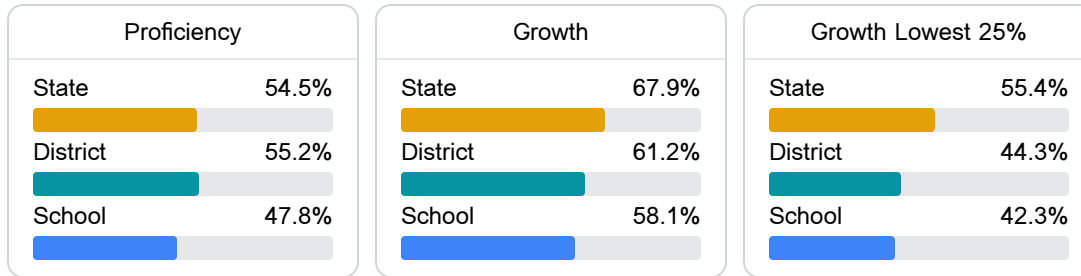 Proficiency
State 54.5%
District 55.2%
School 47.8%
Growth
State 67.9%
District 61.2%
School 58.1%
Growth Lowest 25%
State 55.4%
District 44.3%
School 42.3%